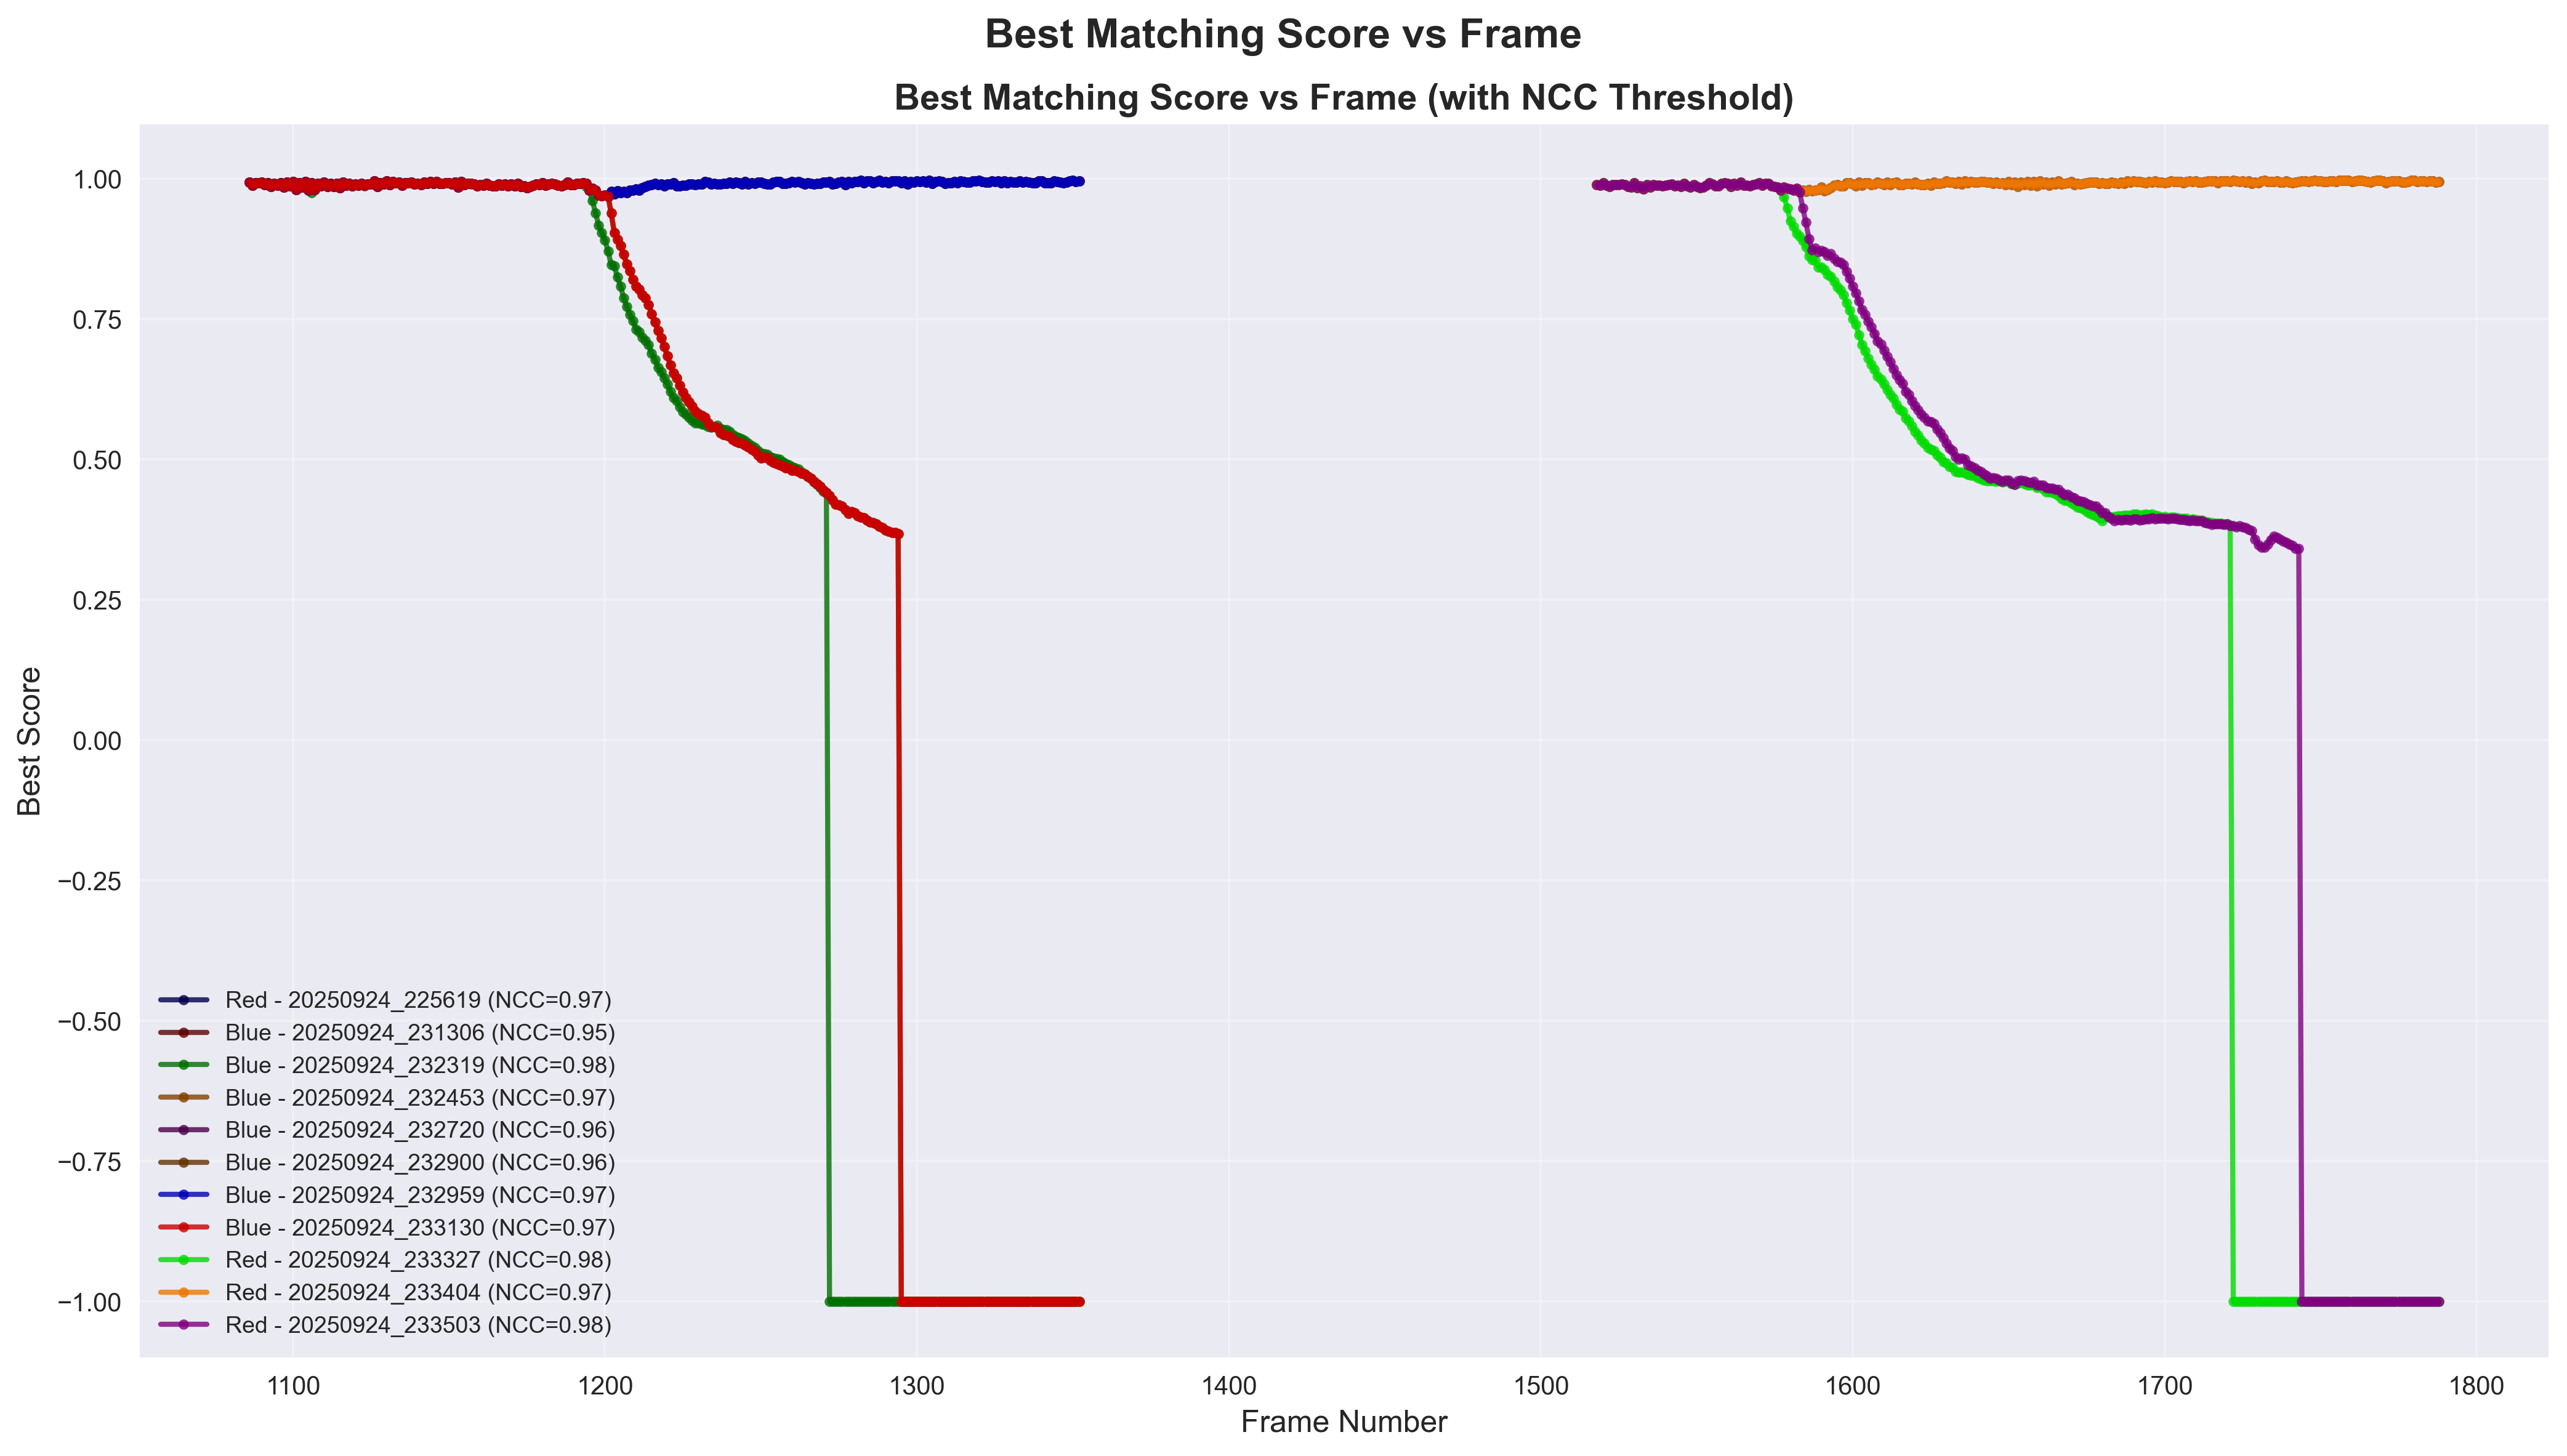 Best Matching Score vs Frame
Best Matching Score vs Frame (with NCC Threshold)
Best Score
1.00
0.75
0.50
0.25
0.00
−0.25
−0.50
−0.75
−1.00
Red - 20250924_225619 (NCC=0.97)
Blue - 20250924_231306 (NCC=0.95)
Blue - 20250924_232319 (NCC=0.98)
Blue - 20250924_232453 (NCC=0.97)
Blue - 20250924_232720 (NCC=0.96)
Blue - 20250924_232900 (NCC=0.96)
Blue - 20250924_232959 (NCC=0.97)
Blue - 20250924_233130 (NCC=0.97)
Red - 20250924_233327 (NCC=0.98)
Red - 20250924_233404 (NCC=0.97)
Red - 20250924_233503 (NCC=0.98)
1100 1200 1300 1400 1500 1600 1700 1800
Frame Number